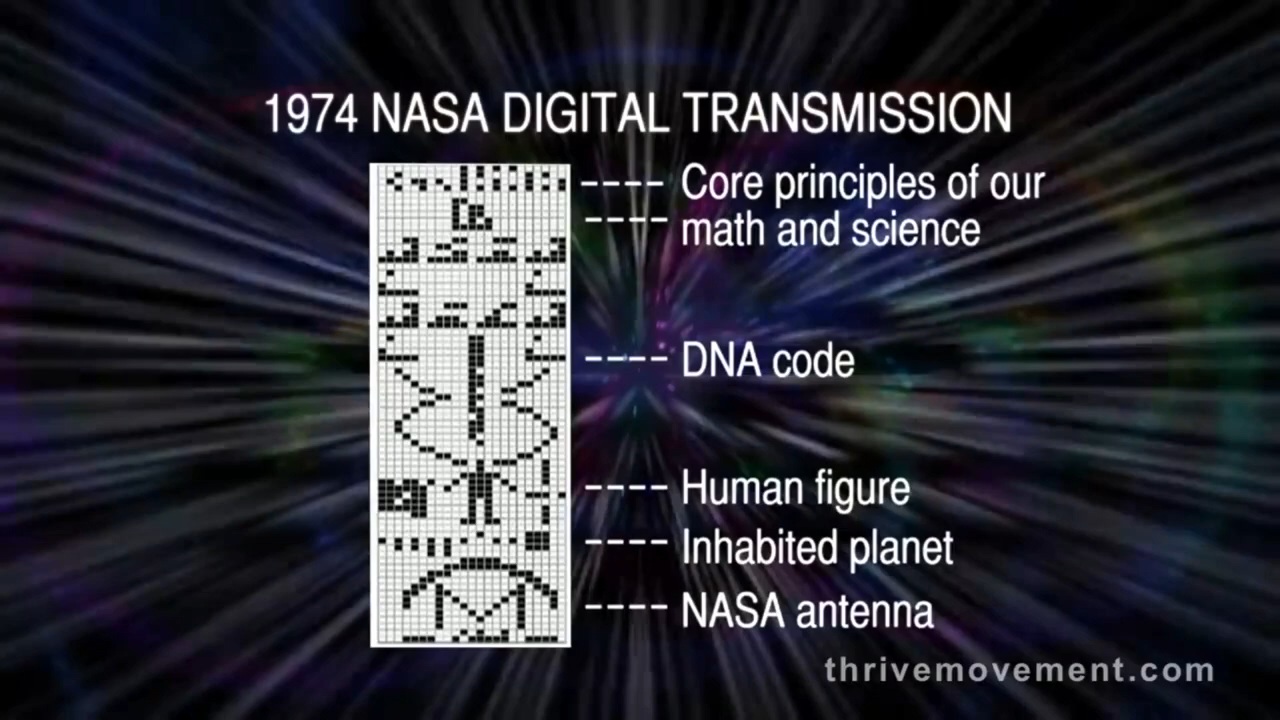 1974 NASA DIGITAL TRANSMISSION
Core principles of our
math and science
DNA code
Human figure
Inhabited planet
NASA antenna
thrivemovement.com